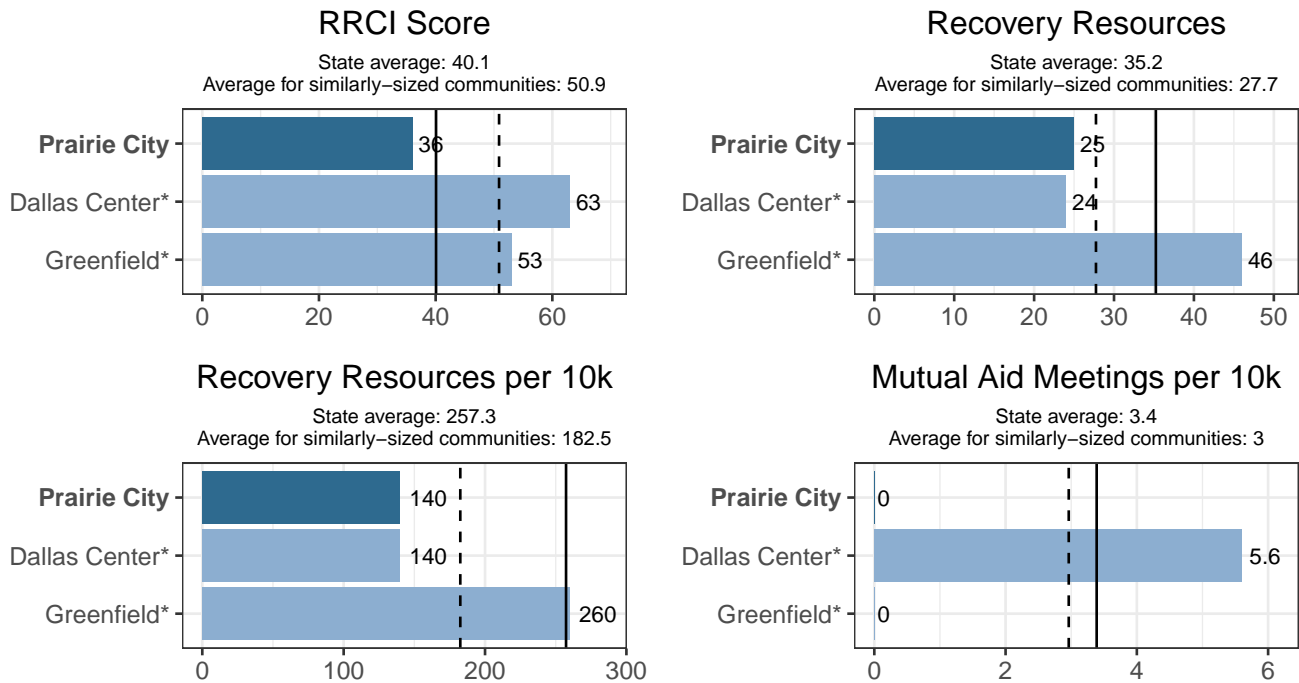 RRCI Score
State average: 40.1
Average for similarly−sized communities: 50.9
Prairie City
36
Dallas Center*
63
Greenfield*
53
0 20 40 60
Recovery Resources
State average: 35.2
Average for similarly−sized communities: 27.7
Prairie City
25
Dallas Center*
24
Greenfield*
46
0 10 20 30 40 50
Recovery Resources per 10k
State average: 257.3
Average for similarly−sized communities: 182.5
Prairie City
140
Dallas Center*
140
Greenfield*
260
0 100 200 300
Mutual Aid Meetings per 10k
State average: 3.4
Average for similarly−sized communities: 3
Prairie City
0
Dallas Center*
5.6
Greenfield*
0
0 2 4 6